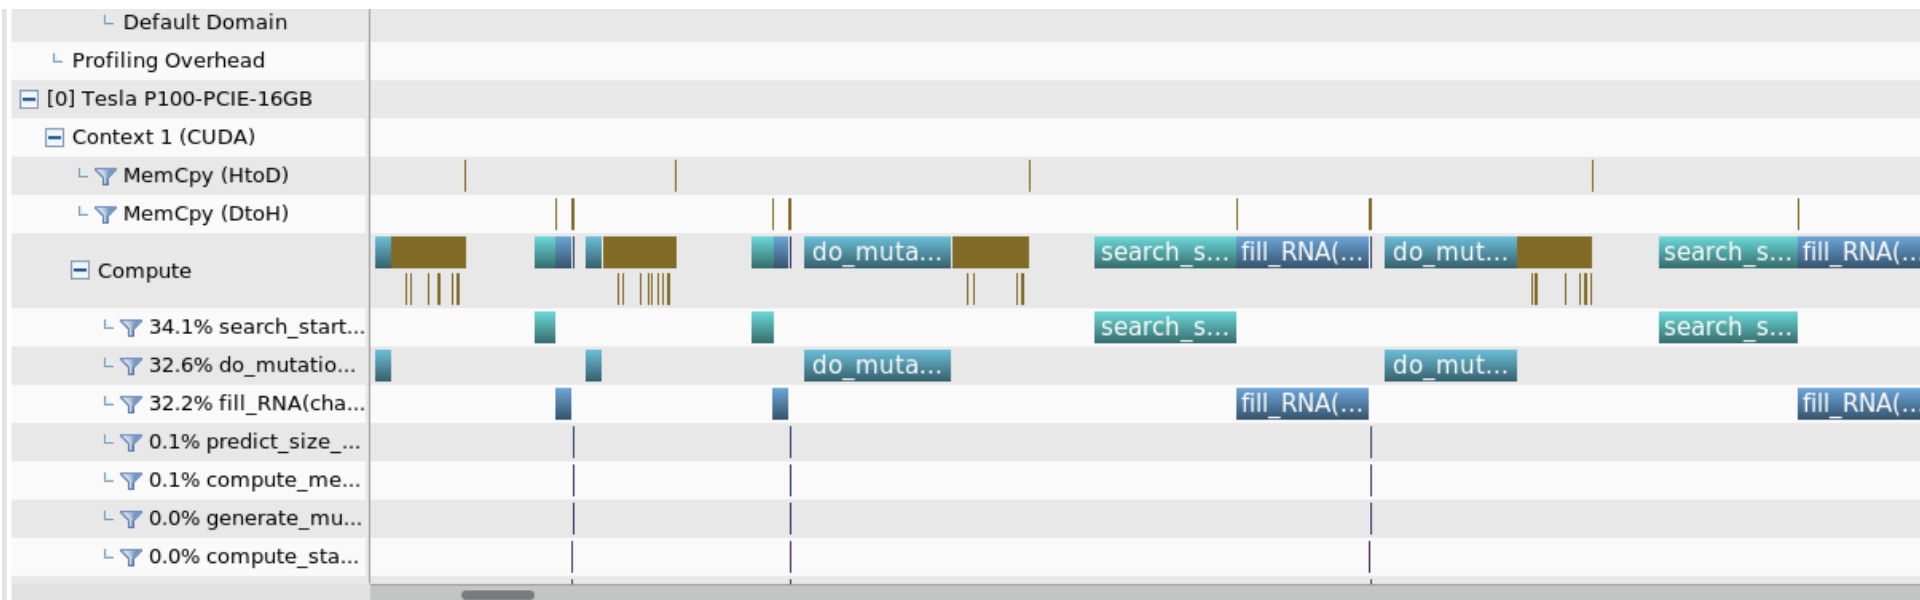 Default Domain
Profiling Overhead
[0] Tesla P100-PCIE-16GB
Context 1 (CUDA)
MemCpy (HtoD)
MemCpy (DtoH)
Compute
do_muta... search_s... fill_RNA(... do_mut... search_s... fill_RNA(...
34.1% search_start...
search_s... search_s...
32.6% do_mutatio...
do_muta... do_mut...
32.2% fill_RNA(cha...
fill_RNA(... fill_RNA(...
0.1% predict_size_...
0.1% compute_me...
0.0% generate_mu...
0.0% compute_sta...